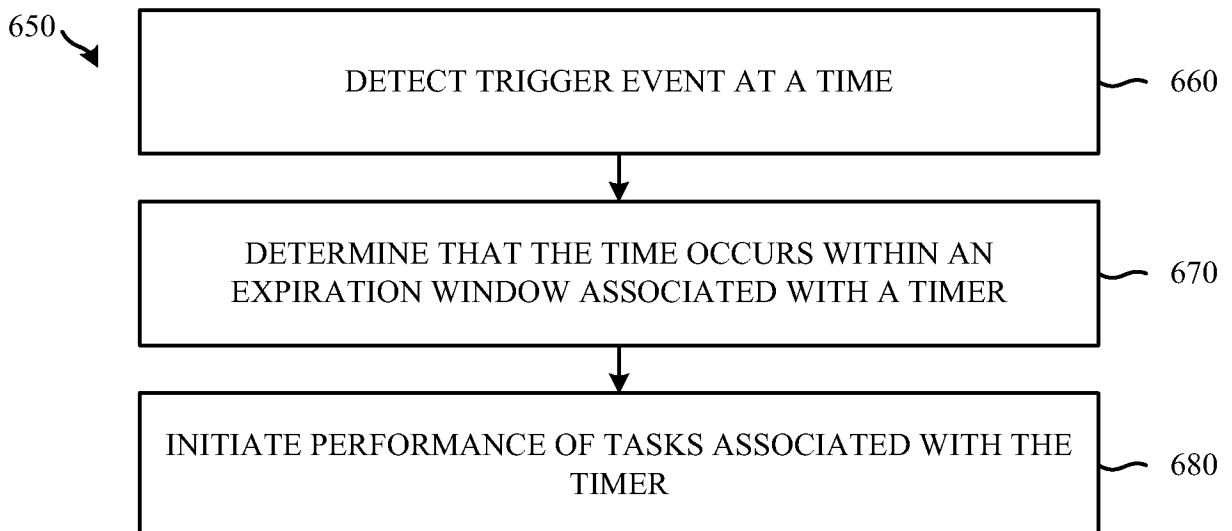 650
DETECT TRIGGER EVENT AT A TIME
660
DETERMINE THAT THE TIME OCCURS WITHIN AN
EXPIRATION WINDOW ASSOCIATED WITH A TIMER
670
INITIATE PERFORMANCE OF TASKS ASSOCIATED WITH THE
TIMER
680